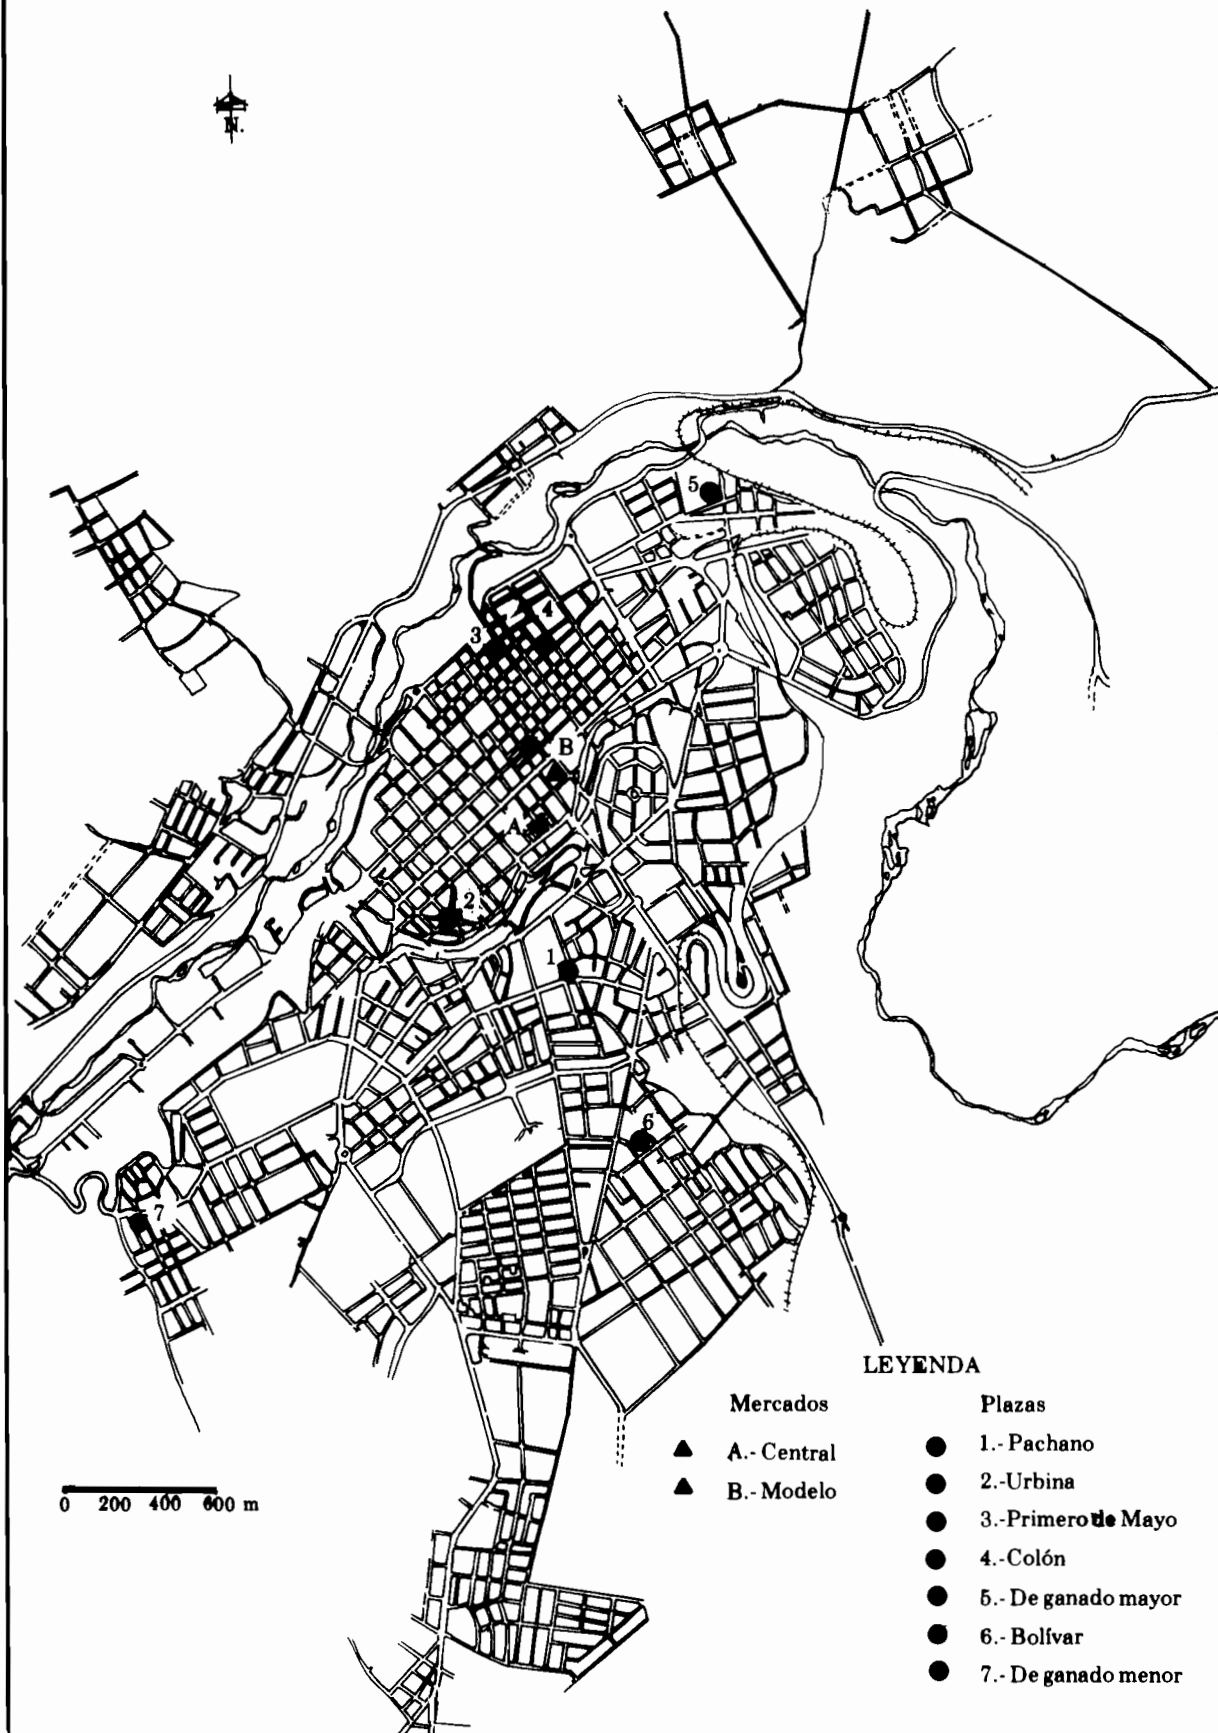 N.
5
4
3
B
A
2
1
6
7
LEYENDA
Mercados
A.- Central
B.- Modelo
Plazas
1.- Pachano
2.-Urbina
3.-Primero de Mayo
4.-Colón
5.- De ganado mayor
6.- Bolívar
7.- De ganado menor
0 200 400 600 m